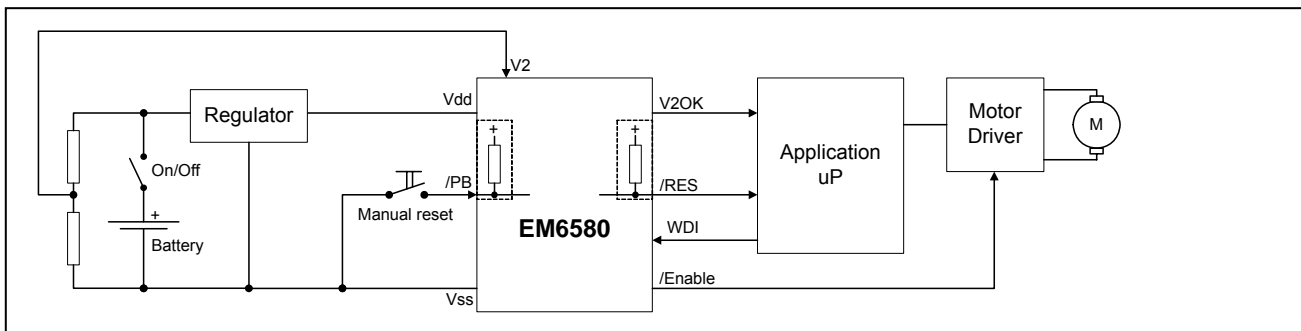 V2
Vdd
V2OK
Regulator
Motor
Driver
M
+
+
Application
uP
On/Off
/PB
/RES
+
Manual reset
EM6580
WDI
Battery
/Enable
Vss